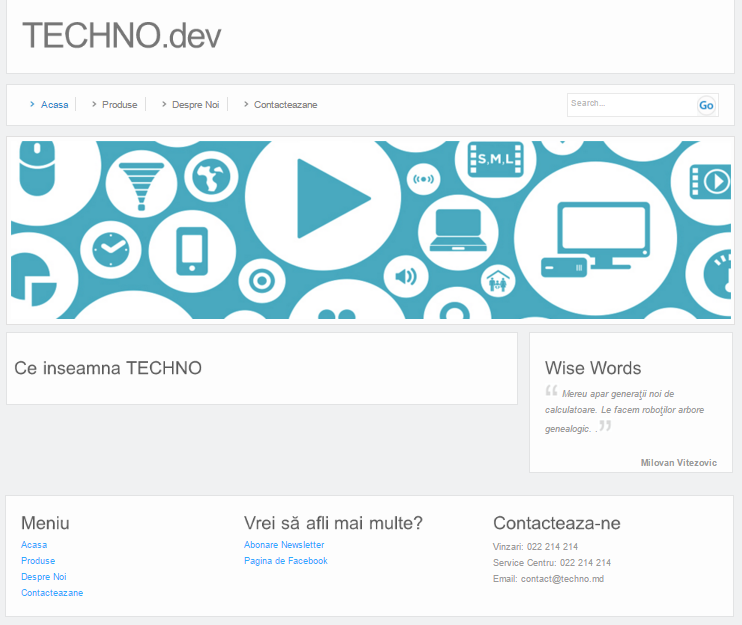 TECHNO.dev
Acasa
Produse
Despre Noi
Contacteazane
Search...
Go
S,M,L
Ce inseamna TECHNO
Wise Words
“ Mereu apar generații noi de
calculatoare. Le facem roboților arbore
genealogic. .”
Milovan Vitezovic
Meniu
Acasa
Produse
Despre Noi
Contacteazane
Vrei să afli mai multe?
Abonare Newsletter
Pagina de Facebook
Contacteaza-ne
Vinzari: 022 214 214
Service Centru: 022 214 214
Email: contact@techno.md